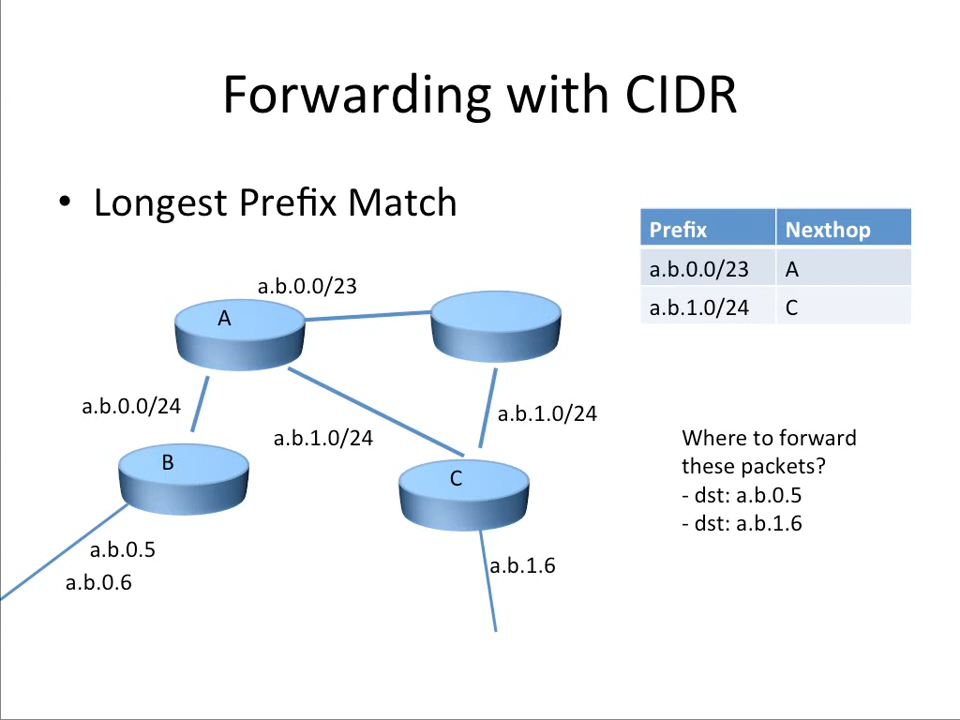 Forwarding with CIDR
• Longest Prefix Match
Prefix Nexthop
a.b.0.0/23 A
a.b.1.0/24 C
a.b.0.0/23
A
a.b.0.0/24
a.b.1.0/24
a.b.1.0/24
B
C
a.b.0.5
a.b.0.6
a.b.1.6
Where to forward
these packets?
- dst: a.b.0.5
- dst: a.b.1.6